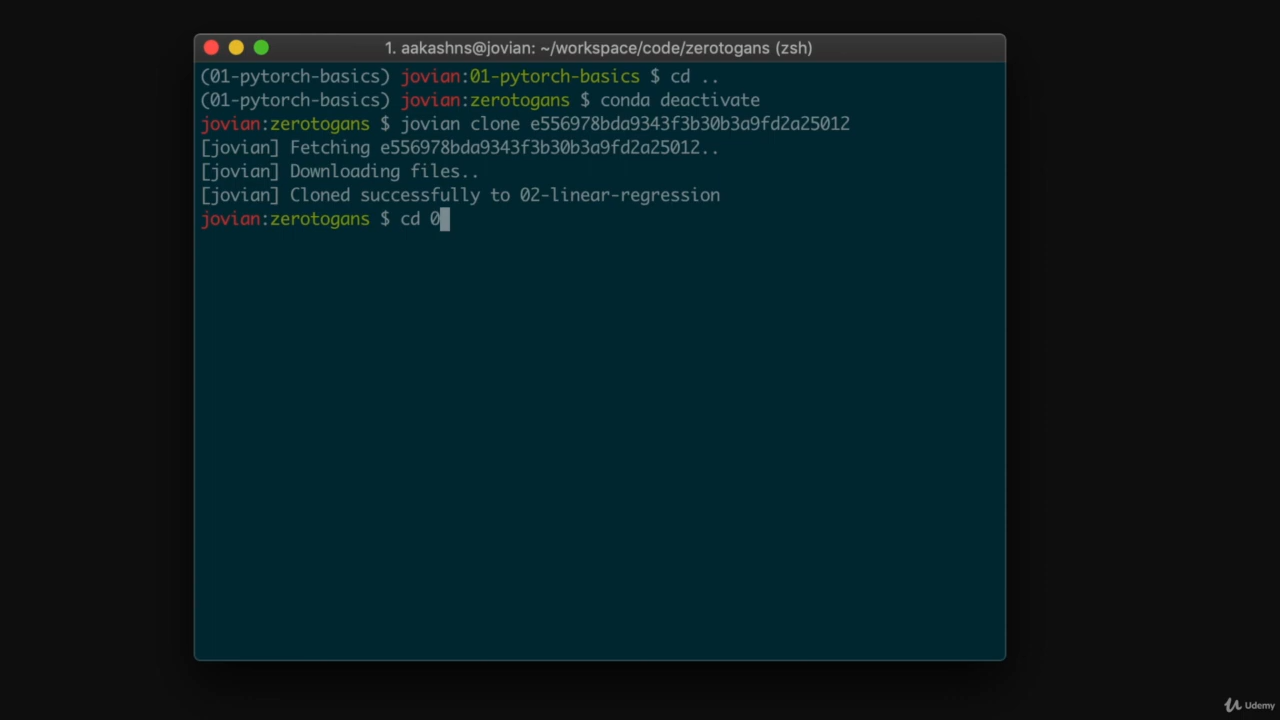 1. aakashns@jovian: ~/workspace/code/zerotogans (zsh)
(01-pytorch-basics) jovian:01-pytorch-basics $ cd ..
(01-pytorch-basics) jovian:zerotogans $ conda deactivate
jovian:zerotogans $ jovian clone e556978bda9343f3b30b3a9fd2a25012
[jovian] Fetching e556978bda9343f3b30b3a9fd2a25012..
[jovian] Downloading files..
[jovian] Cloned successfully to 02-linear-regression
jovian:zerotogans $ cd 0
Udemy